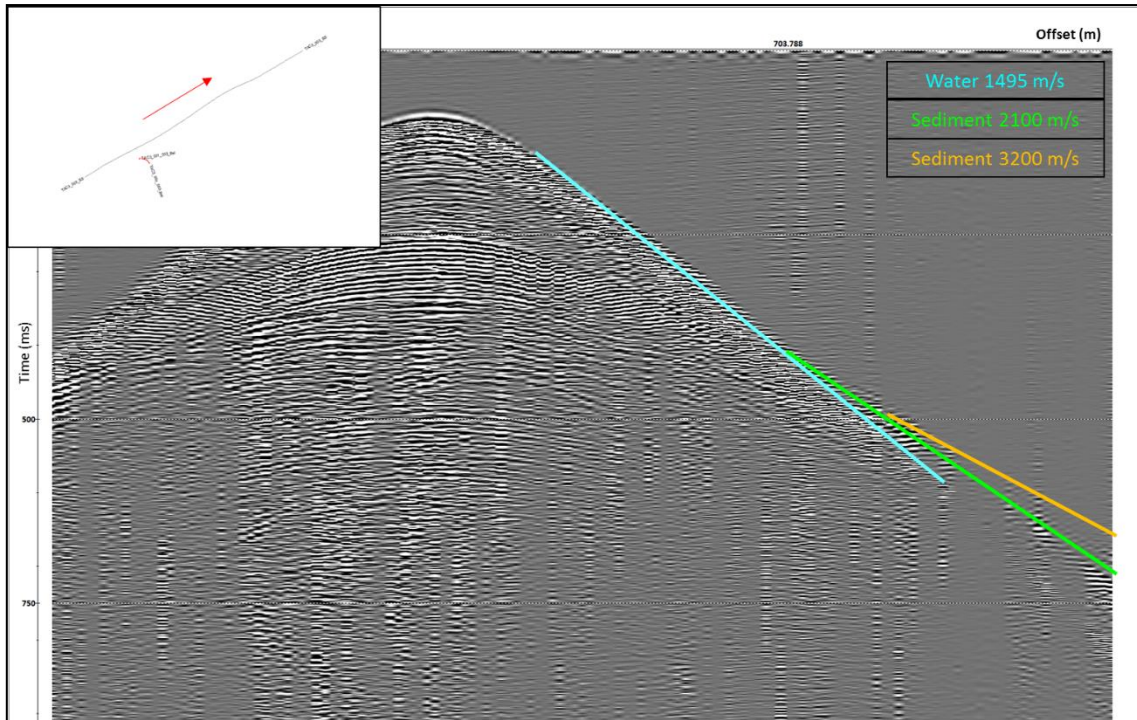 703.788
Offset (m)
Water 1495 m/s
Sediment 2100 m/s
Sediment 3200 m/s
Time (ms)
500
750